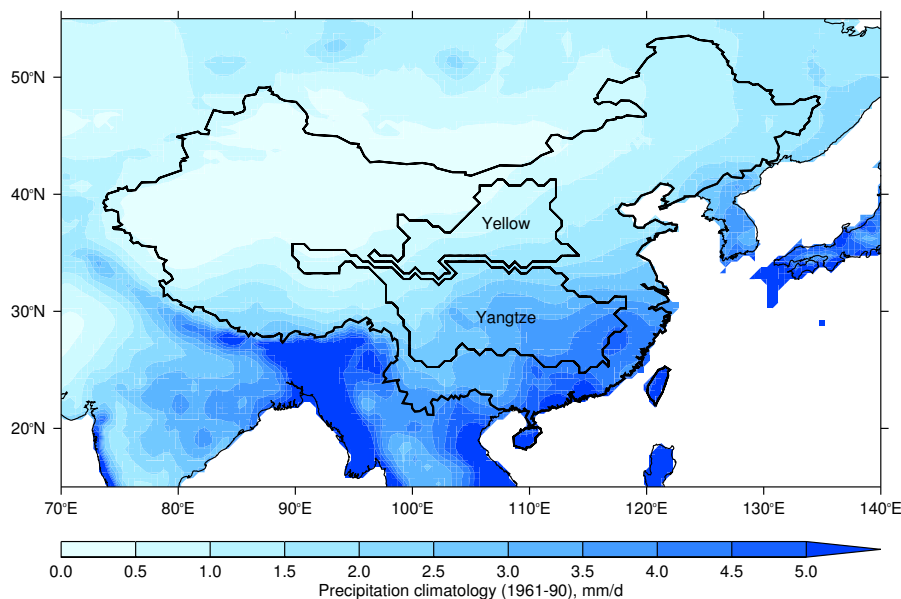 50°N
40°N
30°N
20°N
Yellow
Yangtze
70°E 80°E 90°E 100°E 110°E 120°E 130°E 140°E
0.0 0.5 1.0 1.5 2.0 2.5 3.0 3.5 4.0 4.5 5.0
Precipitation climatology (1961-90), mm/d